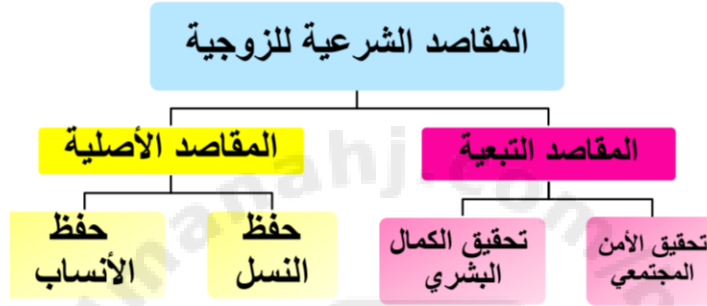 المقاصد الشرعية للزوجية
المقاصد التبعية
المقاصد الأصلية
تحقيق الأمن
المجتمعي
تحقيق الكمال
البشري
حفظ
النسل
حفظ
الأنساب